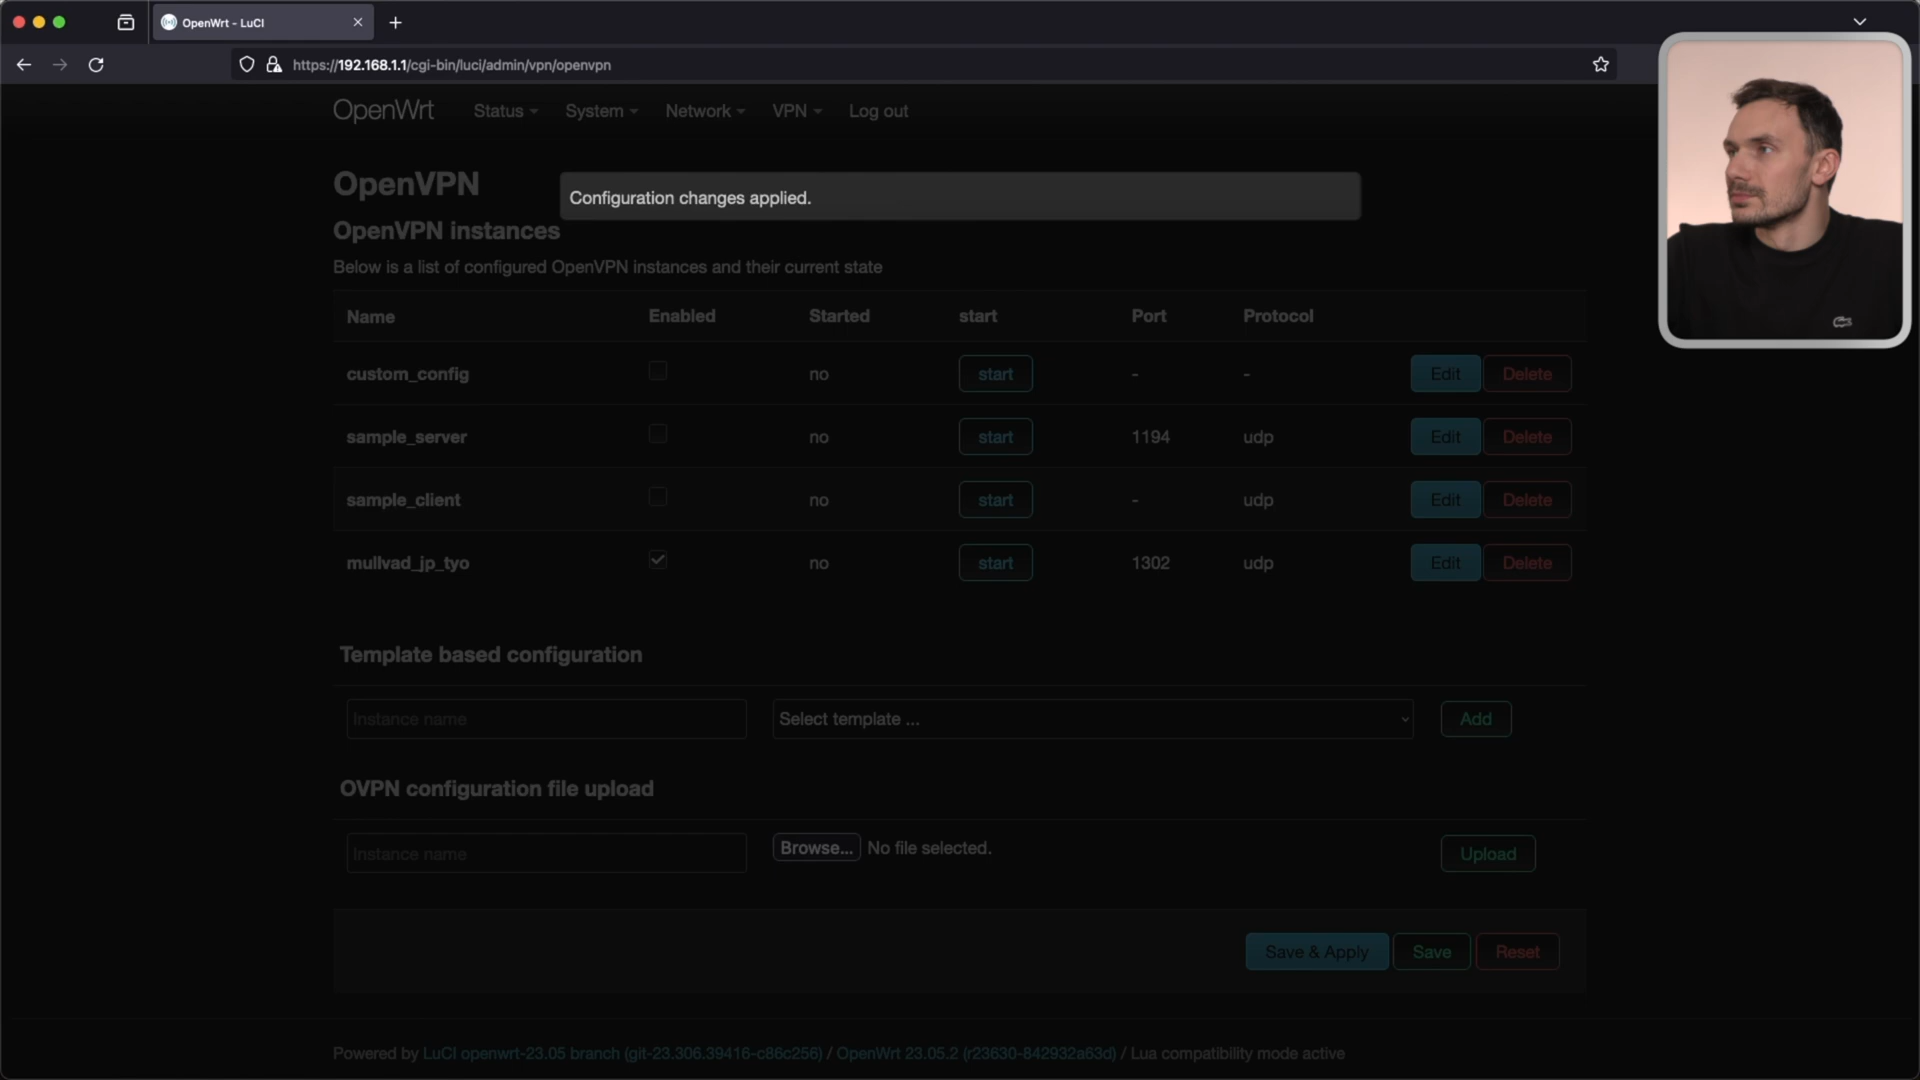 OpenWrt - LuCI
https://192.168.1.1/cgi-bin/luci/admin/vpn/openvpn
OpenWrt Status System Network VPN Log out
OpenVPN
Configuration changes applied.
OpenVPN instances
Below is a list of configured OpenVPN instances and their current state
Name Enabled Started start Port Protocol
custom_config no start - - Edit Delete
sample_server no start 1194 udp Edit Delete
sample_client no start - udp Edit Delete
mullvad_jp_tyo no start 1302 udp Edit Delete
Template based configuration
Instance name Select template ... Add
OVPN configuration file upload
Instance name Browse... No file selected. Upload
Save & Apply Save Reset
Powered by LuCI openwrt-23.05 branch (git-23.306.39416-c86c256) / OpenWrt 23.05.2 (r23630-842932a63d) / Lua compatibility mode active